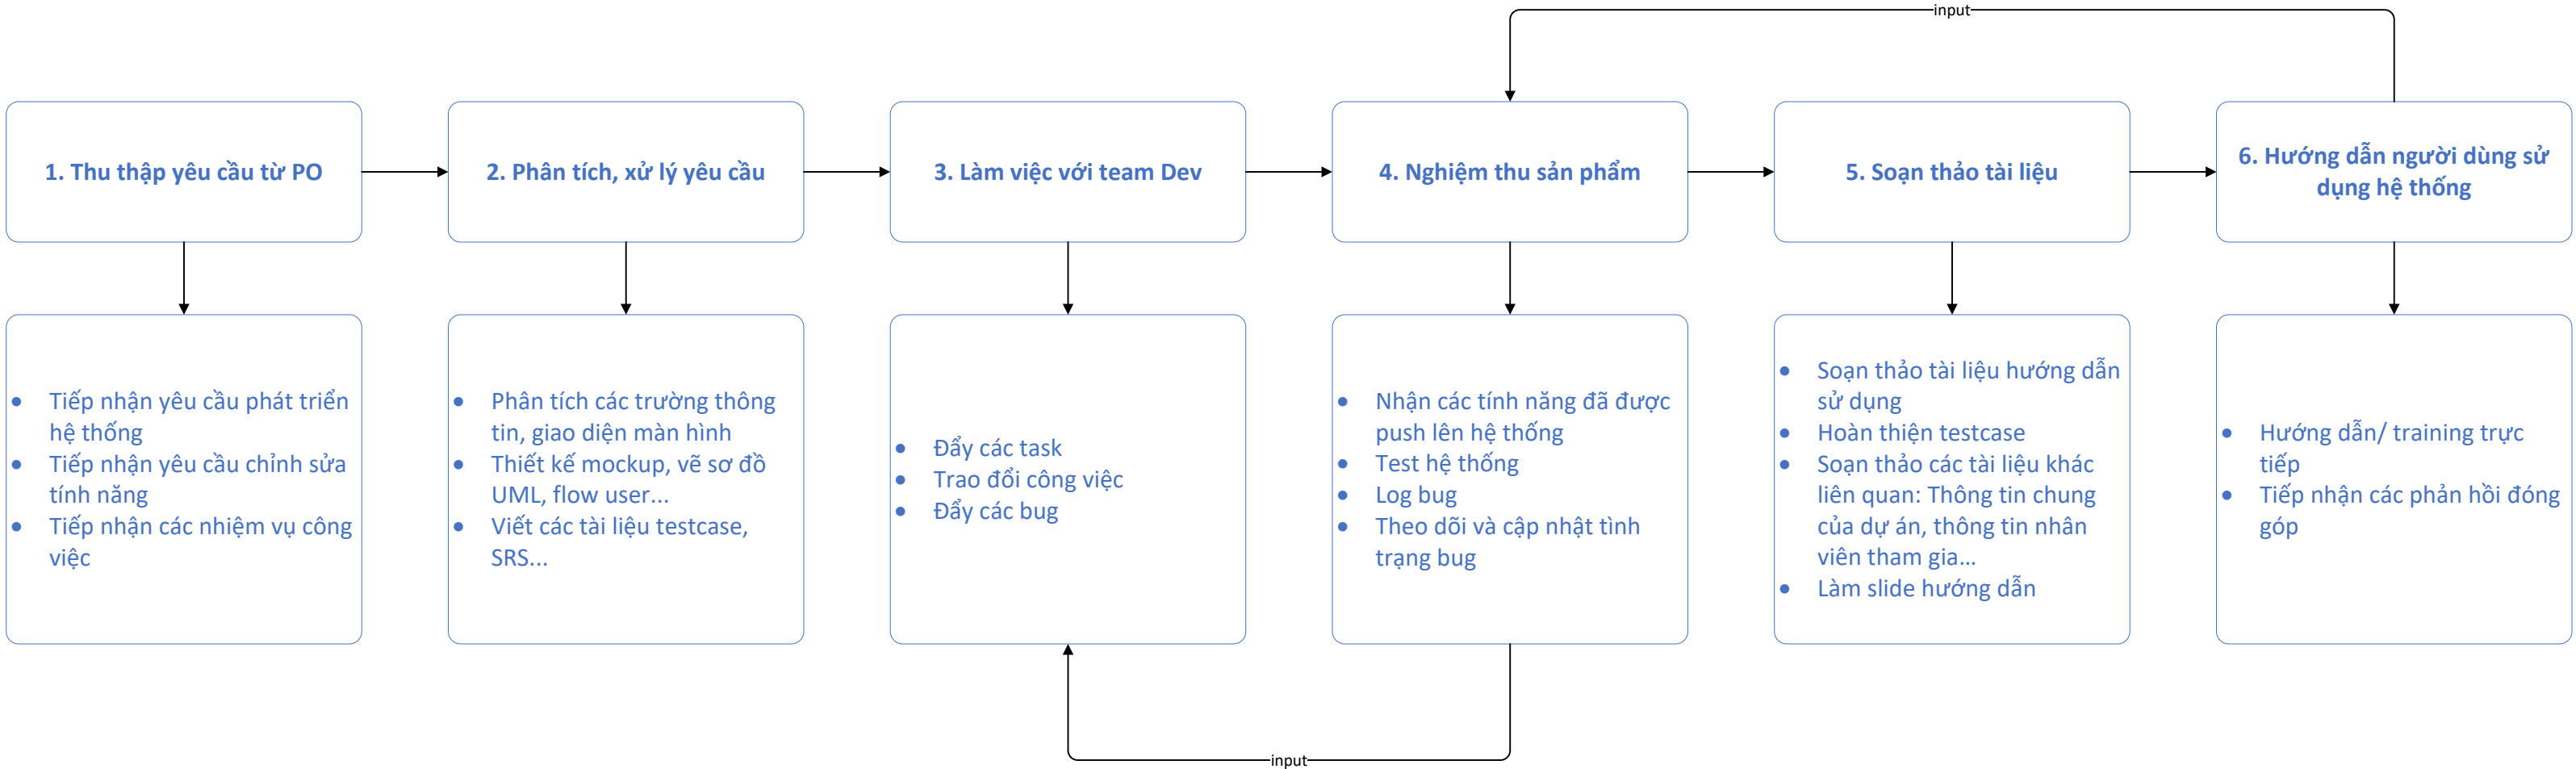 input
1. Thu thập yêu cầu từ PO
2. Phân tích, xử lý yêu cầu
3. Làm việc với team Dev
4. Nghiệm thu sản phẩm
5. Soạn thảo tài liệu
6. Hướng dẫn người dùng sử
dụng hệ thống
• Tiếp nhận yêu cầu phát triển
hệ thống
• Tiếp nhận yêu cầu chỉnh sửa
tính năng
• Tiếp nhận các nhiệm vụ công
việc
• Phân tích các trường thông
tin, giao diện màn hình
• Thiết kế mockup, vẽ sơ đồ
UML, flow user...
• Viết các tài liệu testcase,
SRS...
• Đẩy các task
• Trao đổi công việc
• Đẩy các bug
• Nhận các tính năng đã được
push lên hệ thống
• Test hệ thống
• Log bug
• Theo dõi và cập nhật tình
trạng bug
• Soạn thảo tài liệu hướng dẫn
sử dụng
• Hoàn thiện testcase
• Soạn thảo các tài liệu khác
liên quan: Thông tin chung
của dự án, thông tin nhân
viên tham gia...
• Làm slide hướng dẫn
• Hướng dẫn/ training trực
tiếp
• Tiếp nhận các phản hồi đóng
góp
input